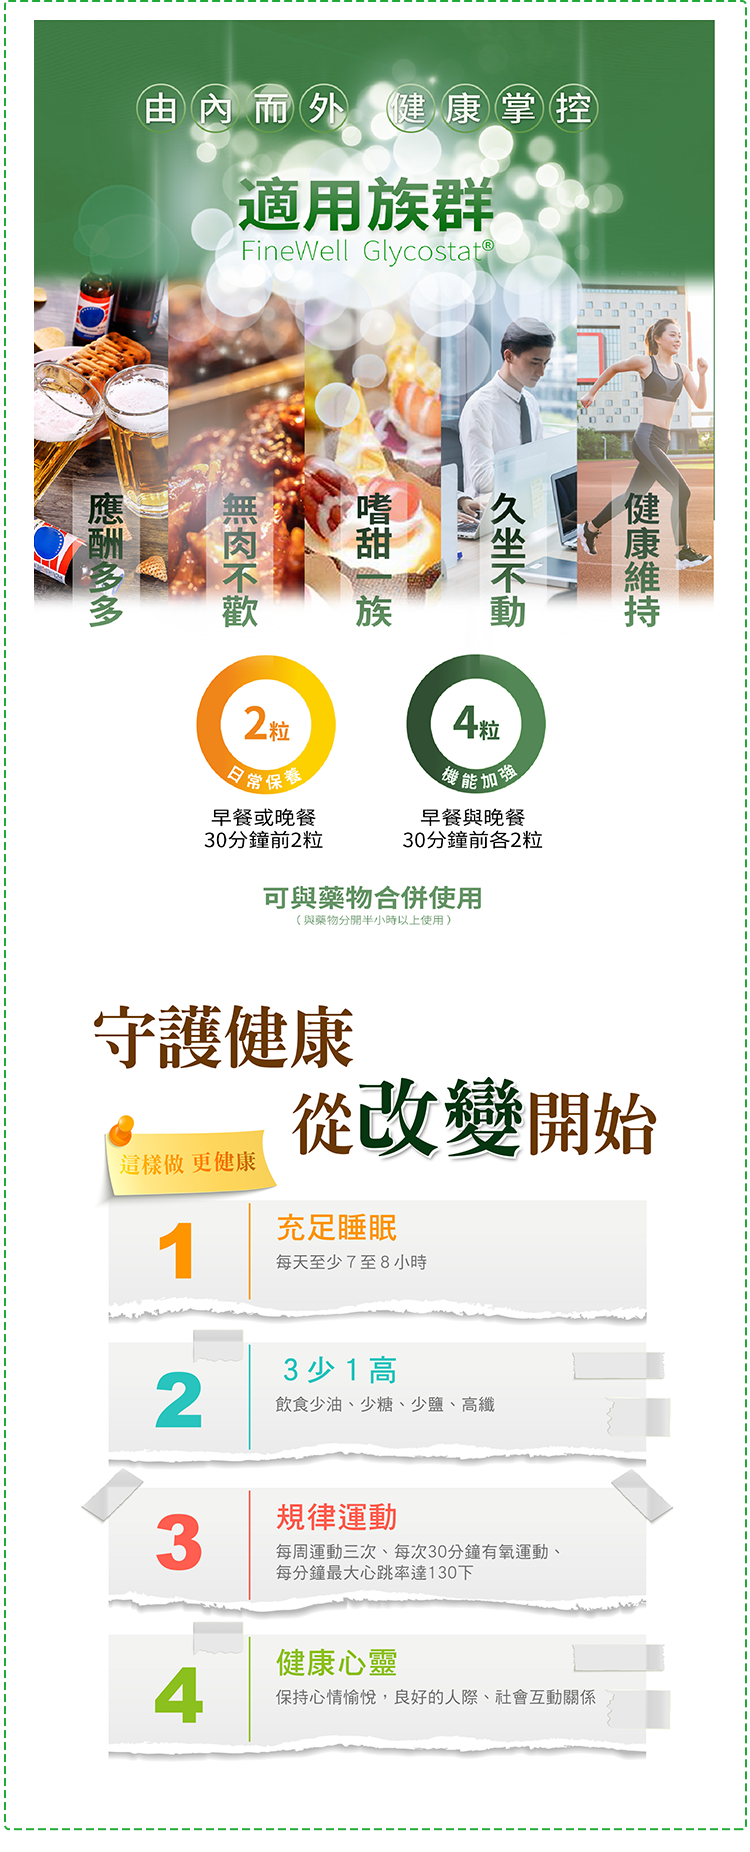 由內而外 健康掌控
適用族群
FineWell Glycostat®
應酬多多
無肉不歡
嗜甜一族
久坐不動
健康維持
2粒
日常保養
早餐或晚餐
30分鐘前2粒
4粒
機能加強
早餐與晚餐
30分鐘前各2粒
可與藥物合併使用
（與藥物分開半小時以上使用）
守護健康
從改變開始
這樣做 更健康
1
充足睡眠
每天至少7至8小時
2
3少1高
飲食少油、少糖、少鹽、高纖
3
規律運動
每周運動三次、每次30分鐘有氧運動、
每分鐘最大心跳率達130下
4
健康心靈
保持心情愉悅，良好的人際、社會互動關係